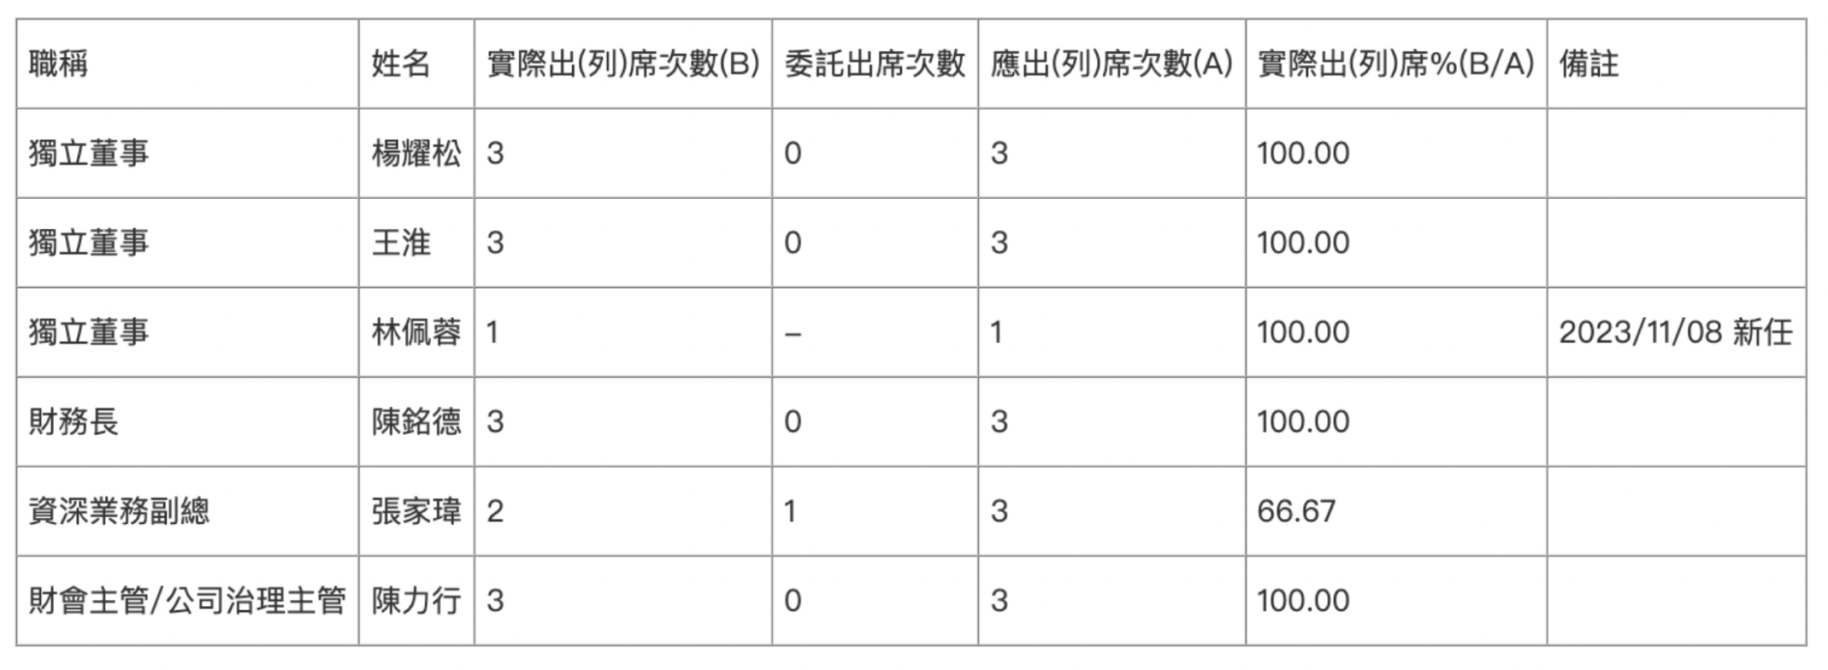 職稱 姓名 實際出(列)席次數(B) 委託出席次數 應出(列)席次數(A) 實際出(列)席%(B/A) 備註
獨立董事 楊耀松 3 0 3 100.00
獨立董事 王淮 3 0 3 100.00
獨立董事 林佩蓉 1 – 1 100.00 2023/11/08 新任
財務長 陳銘德 3 0 3 100.00
資深業務副總 張家瑋 2 1 3 66.67
財會主管/公司治理主管 陳力行 3 0 3 100.00